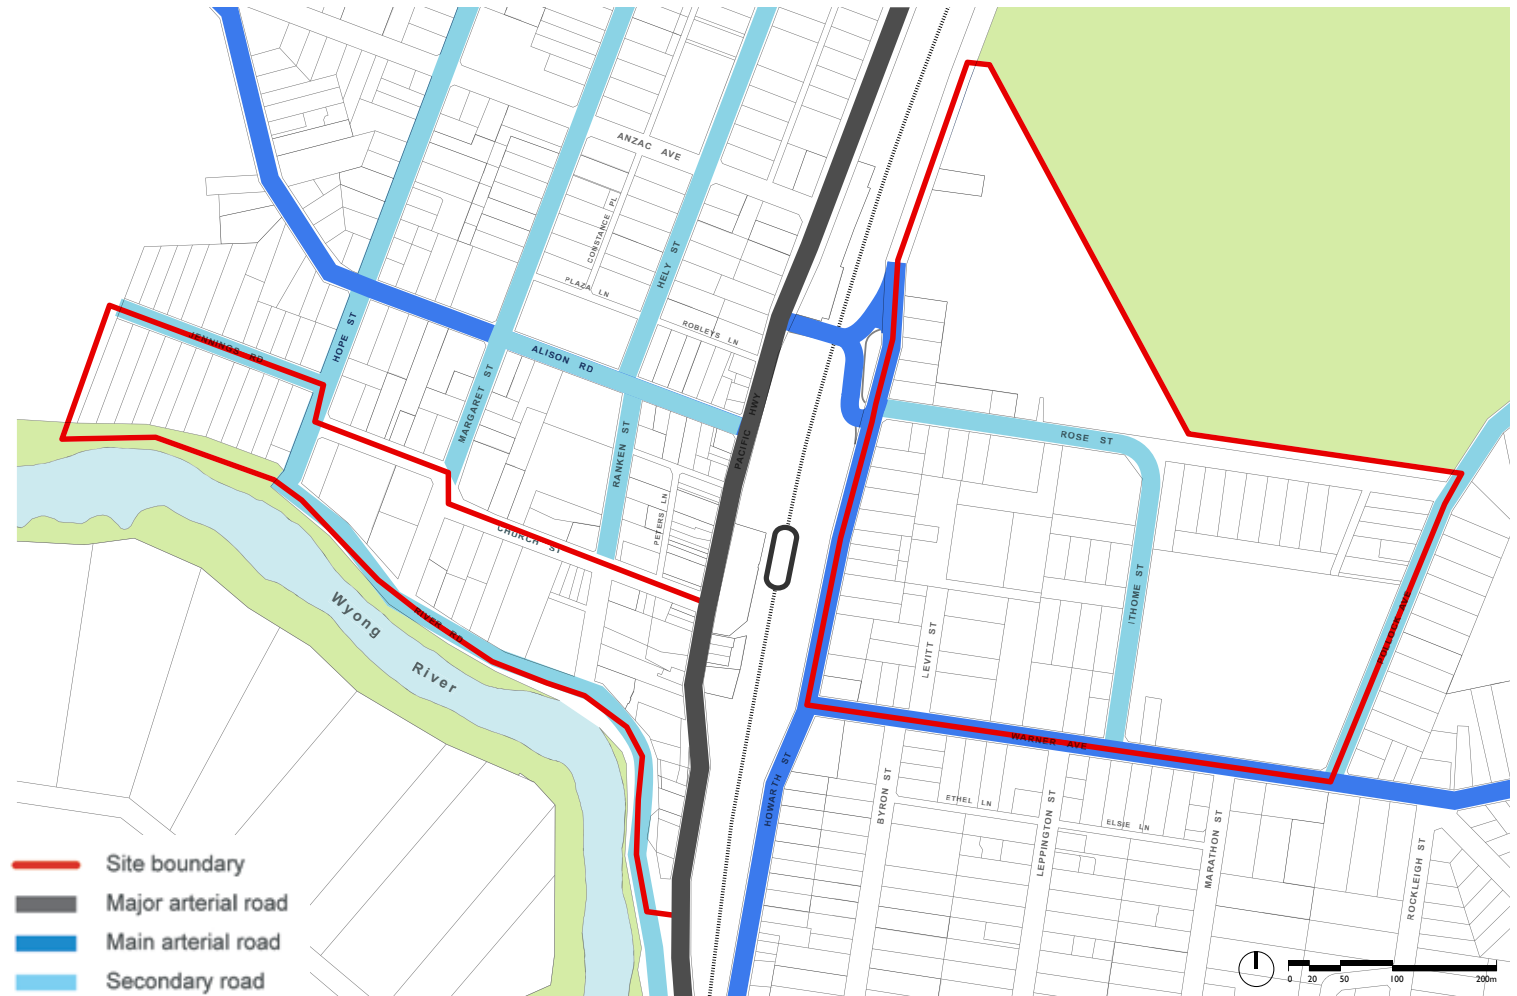 ANZAC AVE
CONSTANCE PL
HELY ST
PLAZA LN
ROBLEYS LN
HOPE ST
JENNINGS RD
ALISON RD
MARGARET ST
PACIFIC HWY
RANKEN ST
ROSE ST
PETERS LN
CHURCH ST
ITHOME ST
Wyong
River
RIVER RD
LEVITT ST
POLLOCK AVE
WARNER AVE
HOWARTH ST
BYRON ST
ETHEL LN
LEPPINGTON ST
ELSIE LN
MARATHON ST
ROCKLEIGH ST
Site boundary
Major arterial road
Main arterial road
Secondary road
0 20 50 100 200m